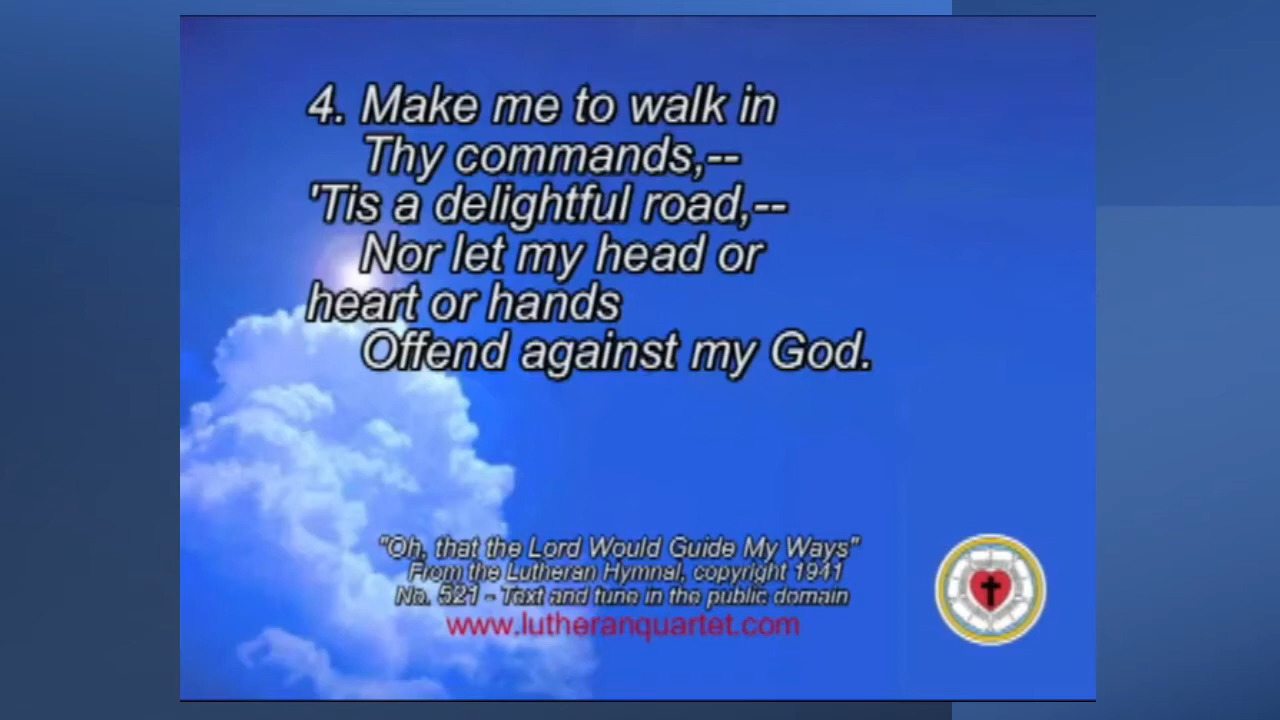 4. Make me to walk in
Thy commands,--
'Tis a delightful road,--
Nor let my head or
heart or hands
Offend against my God.
"Oh, that the Lord Would Guide My Ways"
From the Lutheran Hymnal, copyright 1941
No. 521 - Text and tune in the public domain
www.lutheranquartet.com